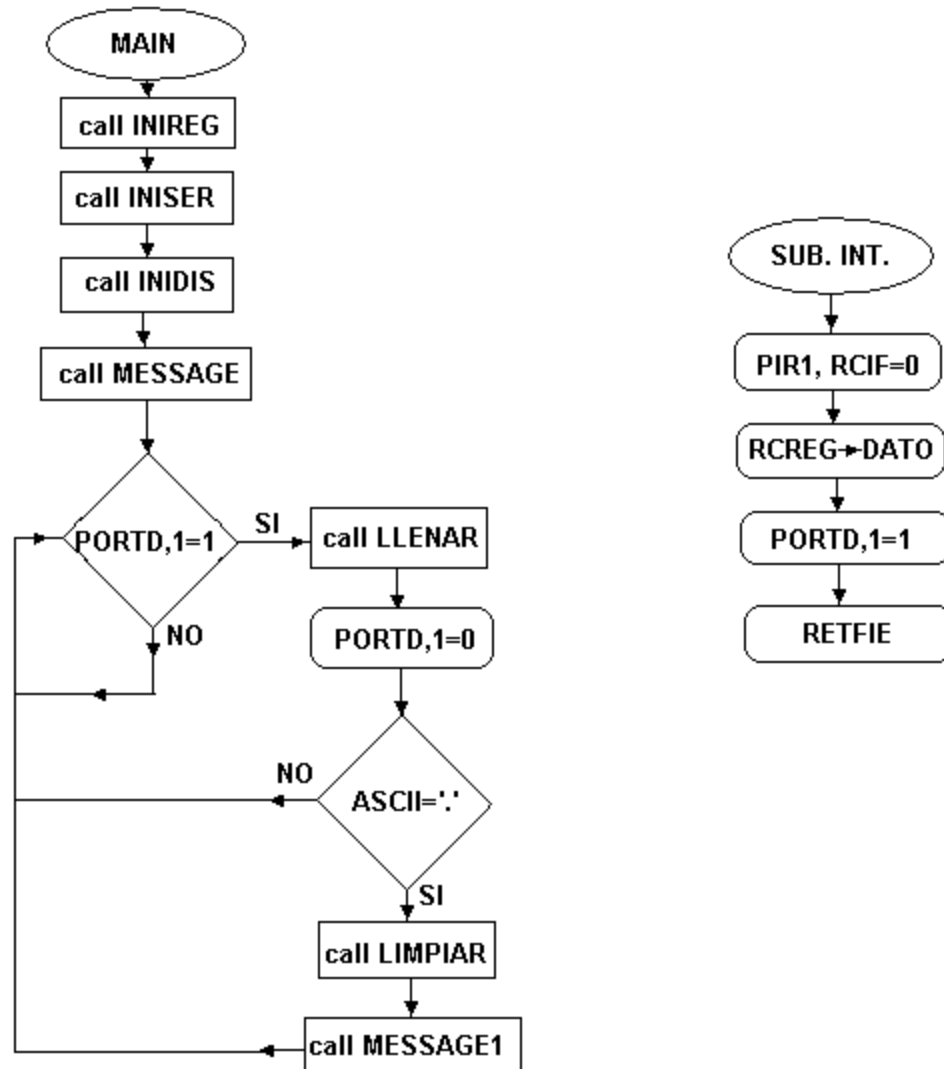 MAIN
call INIREG
call INISER
call INIDIS
call MESSAGE
PORTD,1=1
SI
NO
call LLENAR
PORTD,1=0
ASCII='.'
NO
SI
call LIMPIAR
call MESSAGE1
SUB. INT.
PIR1, RCIF=0
RCREG→DATO
PORTD,1=1
RETFIE